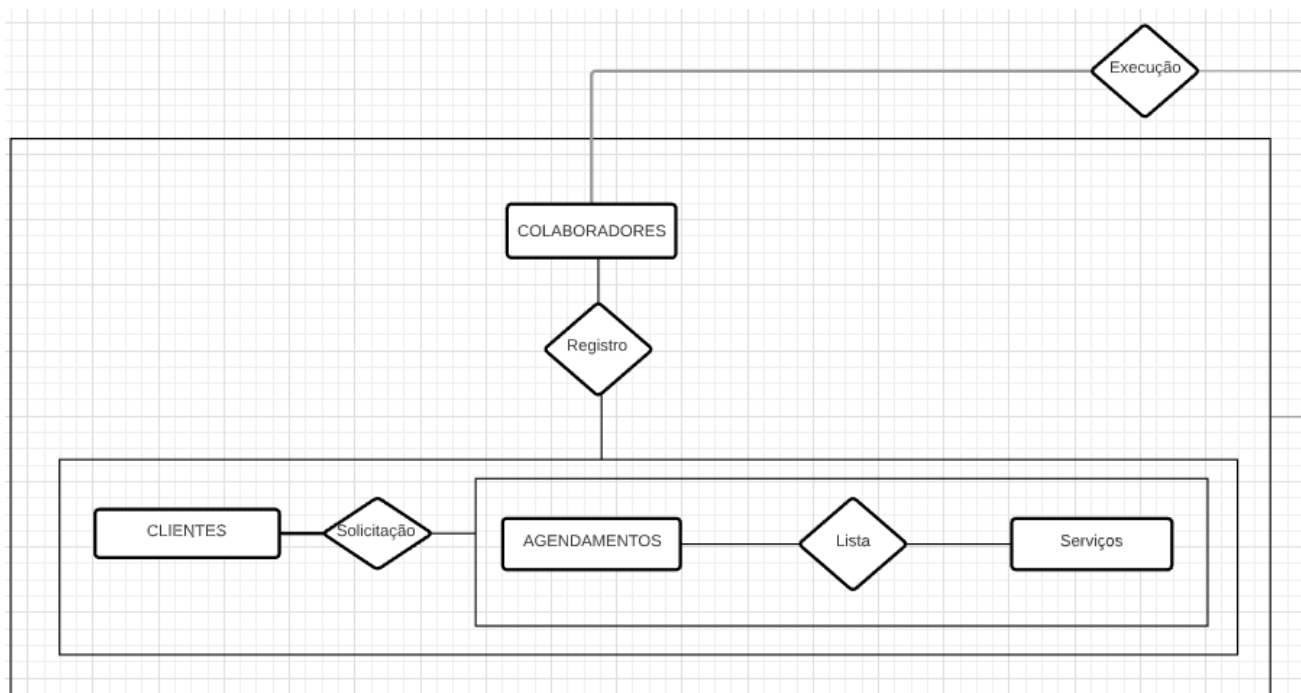 Execução
COLABORADORES
Registro
CLIENTES
Solicitação
AGENDAMENTOS
Lista
Serviços